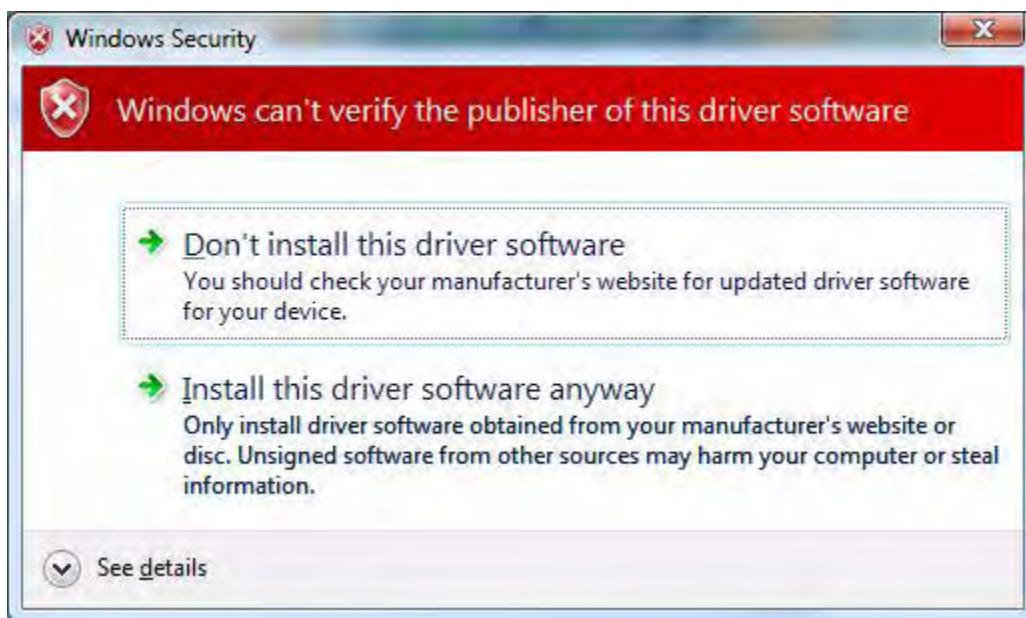 Windows Security
Windows can't verify the publisher of this driver software
Don't install this driver software
You should check your manufacturer's website for updated driver software
for your device.
Install this driver software anyway
Only install driver software obtained from your manufacturer's website or
disc. Unsigned software from other sources may harm your computer or steal
information.
See details